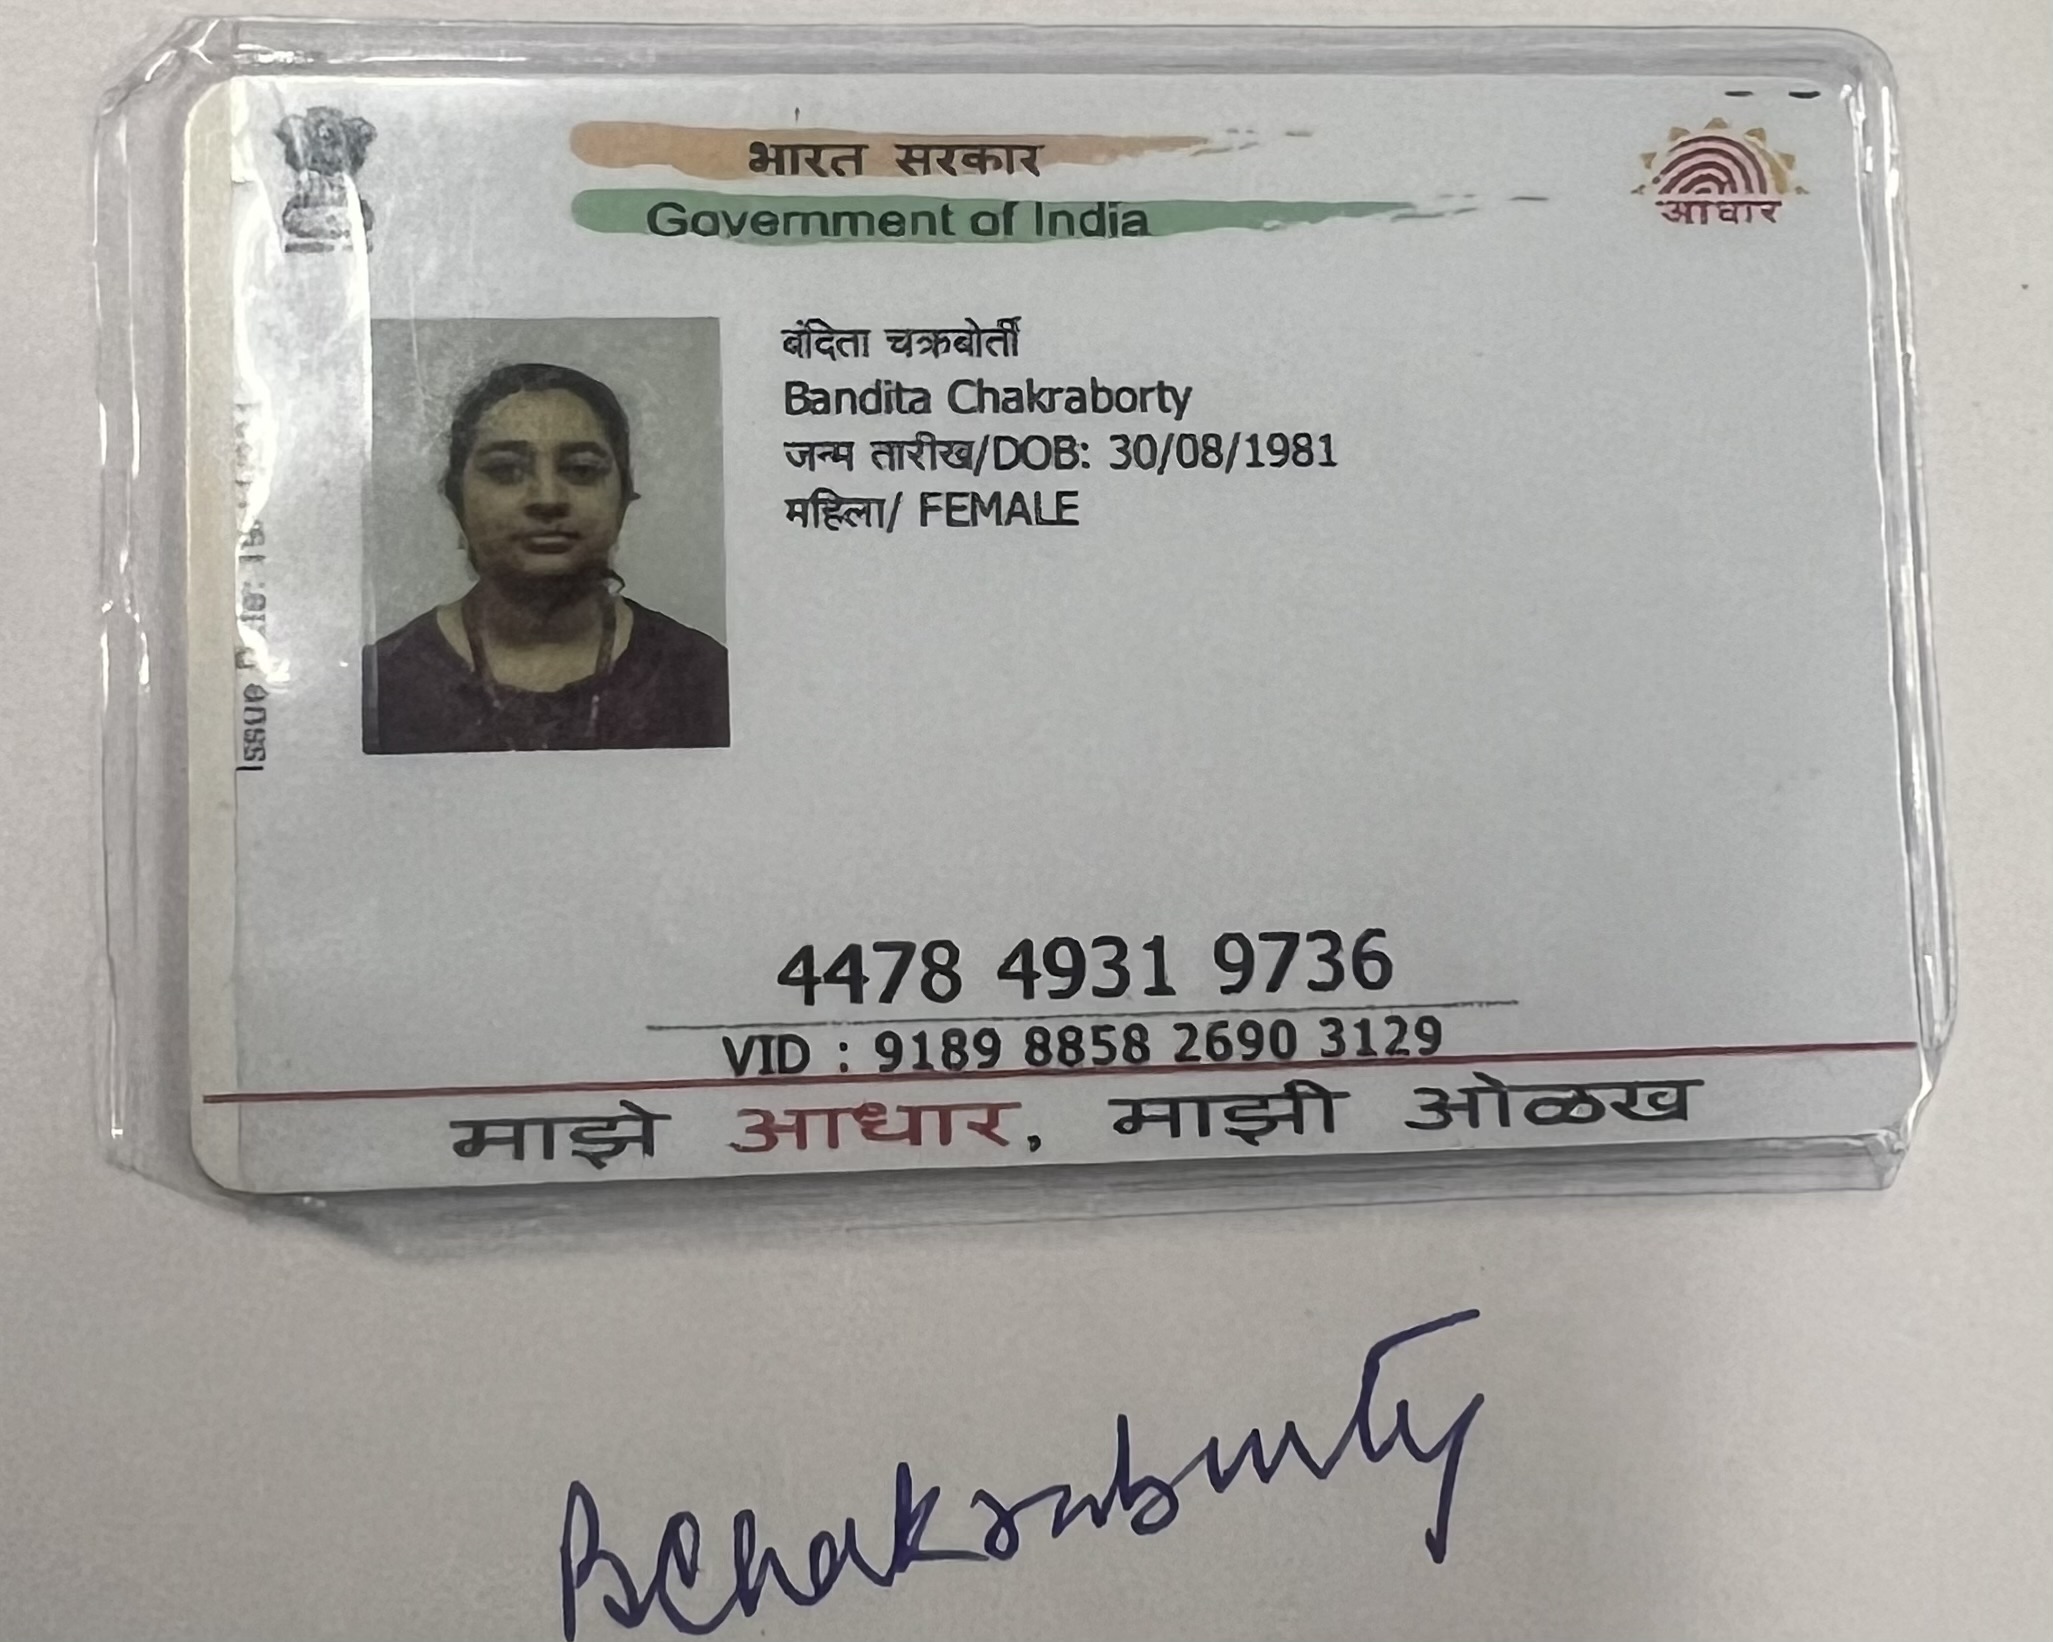 भारत सरकार
Government of India
आधार
बंदिता चक्रबोर्ती
Bandita Chakraborty
जन्म तारीख/DOB: 30/08/1981
महिला/ FEMALE
Issue
4478 4931 9736
VID : 9189 8858 2690 3129
माझे आधार, माझी ओळख
BChakraborty